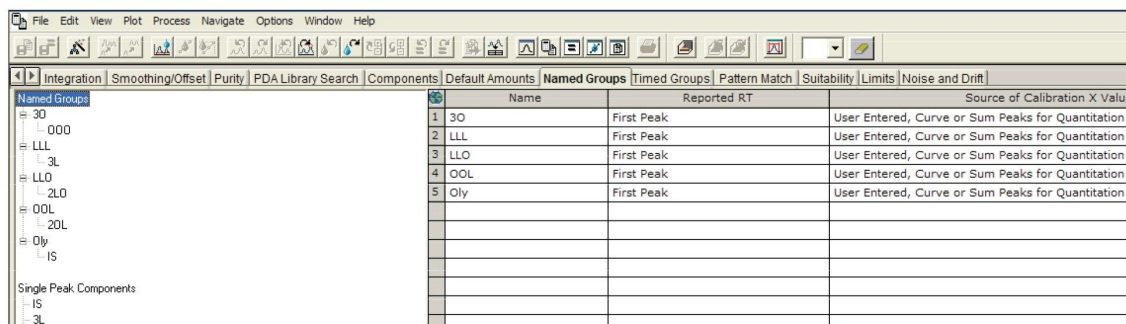 File Edit View Plot Process Navigate Options Window Help
Integration Smoothing/Offset Purity PDA Library Search Components Default Amounts Named Groups Timed Groups Pattern Match Suitability Limits Noise and Drift
Named Groups
3O
OOO
LLL
3L
LLO
2LO
OOL
2OL
Oly
IS
Single Peak Components
IS
3L
Name Reported RT Source of Calibration X Valu
1 3O First Peak User Entered, Curve or Sum Peaks for Quantitation
2 LLL First Peak User Entered, Curve or Sum Peaks for Quantitation
3 LLO First Peak User Entered, Curve or Sum Peaks for Quantitation
4 OOL First Peak User Entered, Curve or Sum Peaks for Quantitation
5 Oly First Peak User Entered, Curve or Sum Peaks for Quantitation